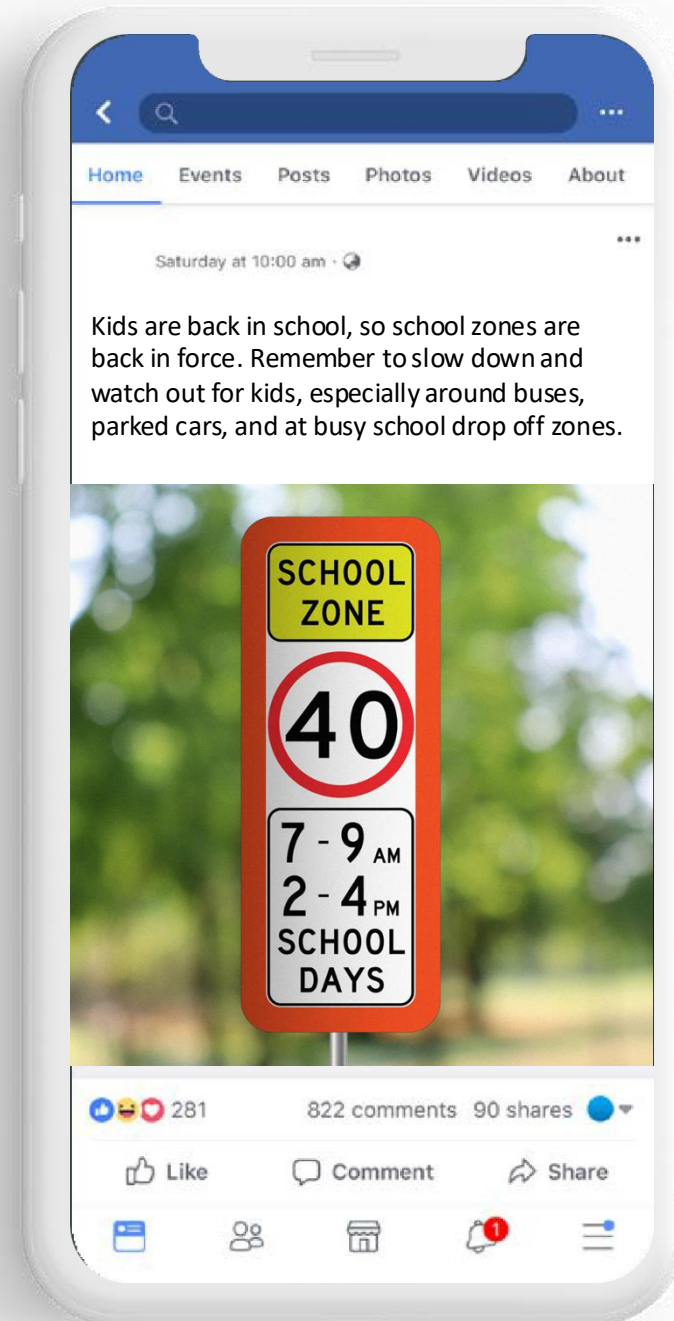 Home Events Posts Photos Videos About
Saturday at 10:00 am ·
Kids are back in school, so school zones are
back in force. Remember to slow down and
watch out for kids, especially around buses,
parked cars, and at busy school drop off zones.
SCHOOL
ZONE
40
7 - 9 AM
2 - 4 PM
SCHOOL
DAYS
281 822 comments 90 shares
Like Comment Share
1